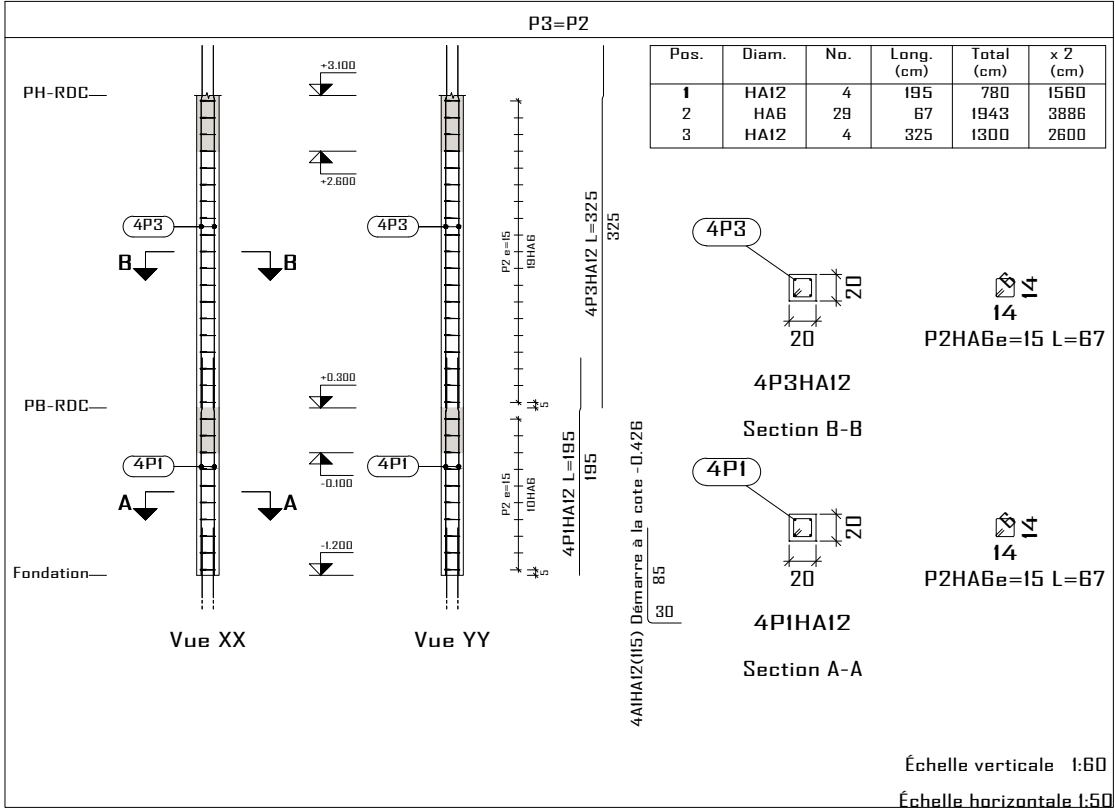 P3=P2
Pos. Diam. No. Long. (cm) Total (cm) x 2 (cm)
1 HA12 4 195 780 1560
2 HA6 29 67 1943 3886
3 HA12 4 325 1300 2600
PH-RDC
+3.100
+2.600
4P3
4P3
B B
P2 e=15
19HA6
4P3HA12 L=325
325
PB-RDC
+0.300
5
4P1
4P1
-0.100
A A
P2 e=15
10HA6
4P1HA12 L=195
195
Fondation
-1.200
5
4A1HA12(115) Démarre à la cote -0.426
85
30
Vue XX
Vue YY
4P3
20
20
14
14
P2HA6e=15 L=67
4P3HA12
Section B-B
4P1
20
20
14
14
P2HA6e=15 L=67
4P1HA12
Section A-A
Échelle verticale 1:60
Échelle horizontale 1:50